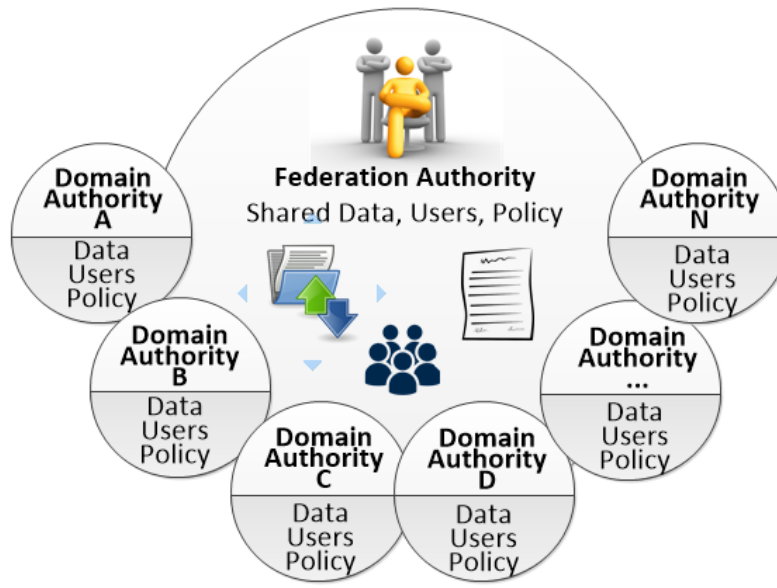 Federation Authority
Shared Data, Users, Policy
Domain
Authority
A
Data
Users
Policy
Domain
Authority
B
Data
Users
Policy
Domain
Authority
C
Data
Users
Policy
Domain
Authority
D
Data
Users
Policy
Domain
Authority
...
Data
Users
Policy
Domain
Authority
N
Data
Users
Policy